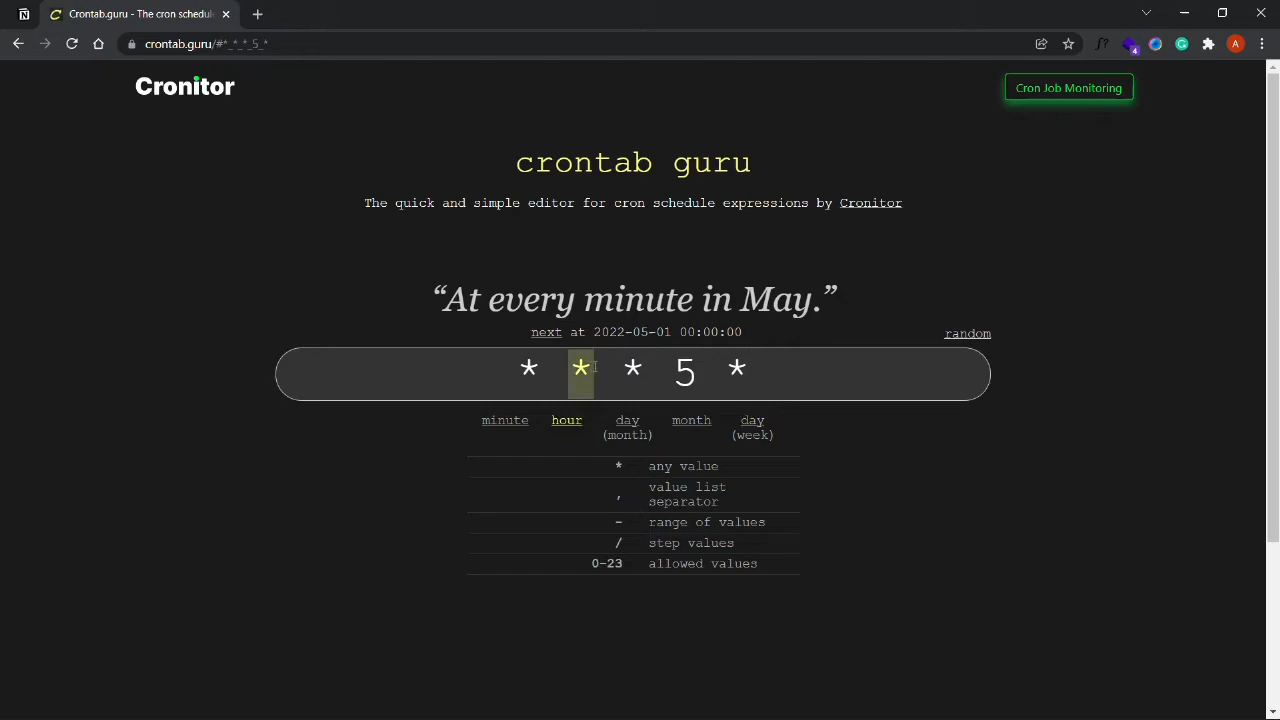 Crontab.guru - The cron schedul
crontab.guru/#*_*_*_5_*
4
A
Cronitor
Cron Job Monitoring
crontab guru
The quick and simple editor for cron schedule expressions by Cronitor
“At every minute in May.”
next at 2022-05-01 00:00:00
random
* * * 5 *
minute hour day (month) month day (week)
* any value
, value list separator
- range of values
/ step values
0-23 allowed values